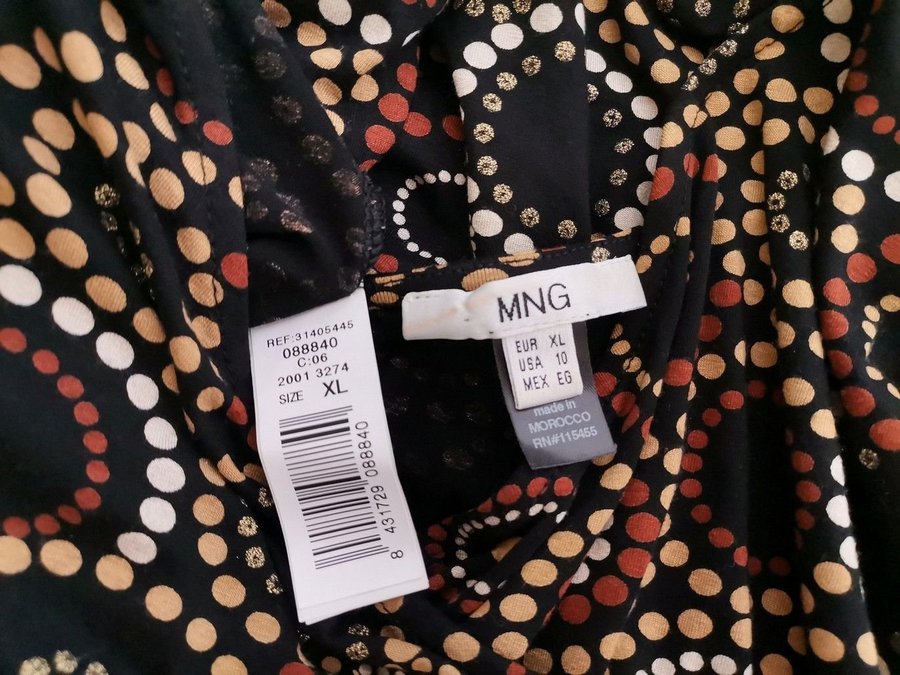 REF:31405445
088840
C:06
2001 3274
SIZE XL
8 431729 088840
MNG
EUR XL
USA 10
MEX EG
made in
MOROCCO
RN#115455